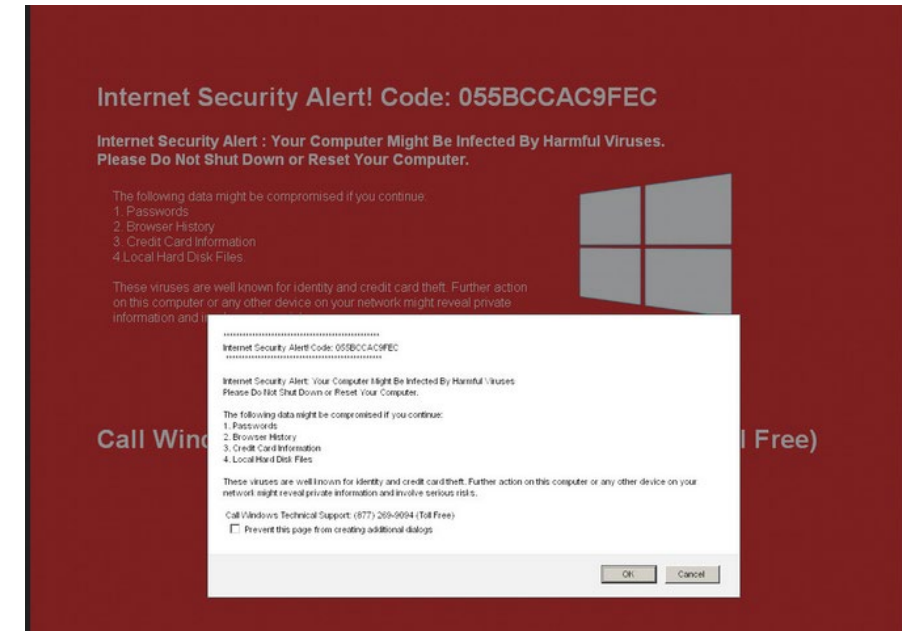 Internet Security Alert! Code: 055BCCAC9FEC
Internet Security Alert : Your Computer Might Be Infected By Harmful Viruses.
Please Do Not Shut Down or Reset Your Computer.
The following data might be compromised if you continue:
1. Passwords
2. Browser History
3. Credit Card Information
4.Local Hard Disk Files.
These viruses are well known for identity and credit card theft. Further action
on this computer or any other device on your network might reveal private
information and
Call Free)
***********************************************
Internet Security Alert! Code: 055BCCAC9FEC
***********************************************
Internet Security Alert: Your Computer Might Be Infected By Harmful Viruses
Please Do Not Shut Down or Reset Your Computer.
The following data might be compromised if you continue:
1. Passwords
2. Browser History
3. Credit Card Information
4. Local Hard Disk Files
These viruses are well known for identity and credit card theft. Further action on this computer or any other device on your
network might reveal private information and involve serious risks.
Call Windows Technical Support: (877) 269-9094 (Toll Free)
Prevent this page from creating additional dialogs
OK Cancel